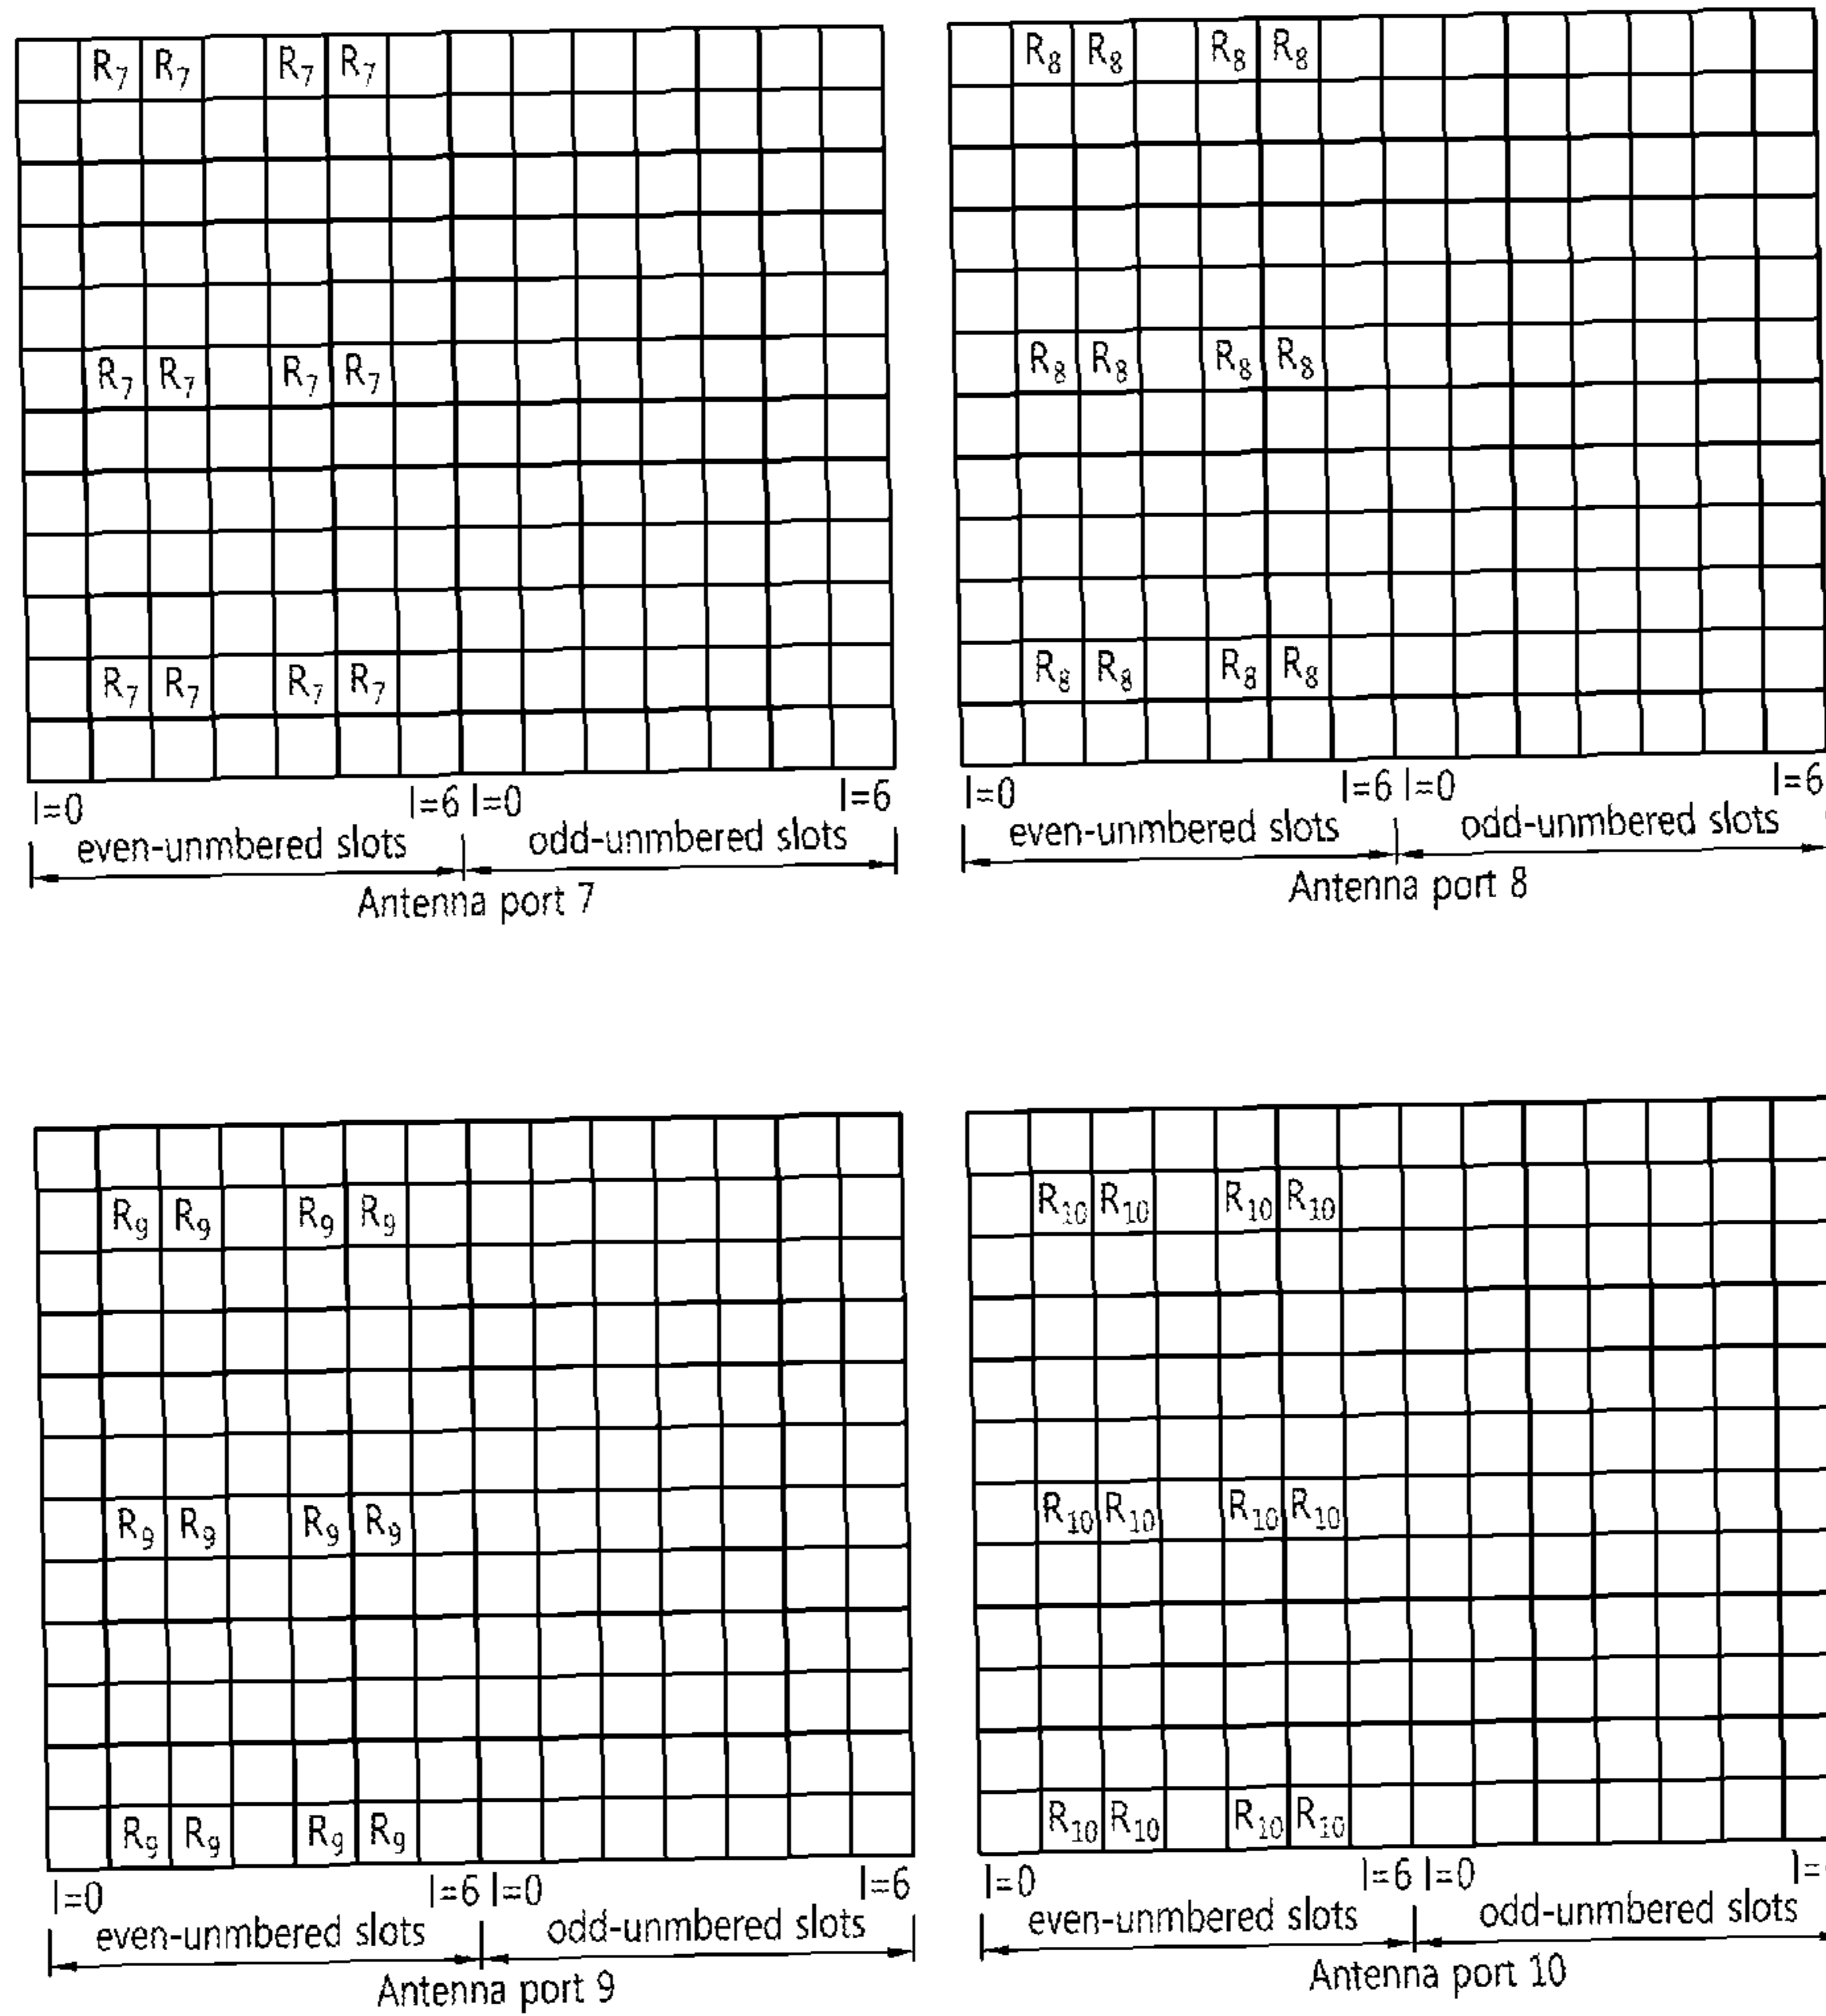 R7 R7 R7 R7
R7 R7 R7 R7
R7 R7 R7 R7
l=0 l=6 l=0 l=6
even-unmbered slots odd-unmbered slots
Antenna port 7
R8 R8 R8 R8
R8 R8 R8 R8
R8 R8 R8 R8
l=0 l=6 l=0 l=6
even-unmbered slots odd-unmbered slots
Antenna port 8
R9 R9 R9 R9
R9 R9 R9 R9
R9 R9 R9 R9
l=0 l=6 l=0 l=6
even-unmbered slots odd-unmbered slots
Antenna port 9
R10 R10 R10 R10
R10 R10 R10 R10
R10 R10 R10 R10
l=0 l=6 l=0 l=
even-unmbered slots odd-unmbered slots
Antenna port 10